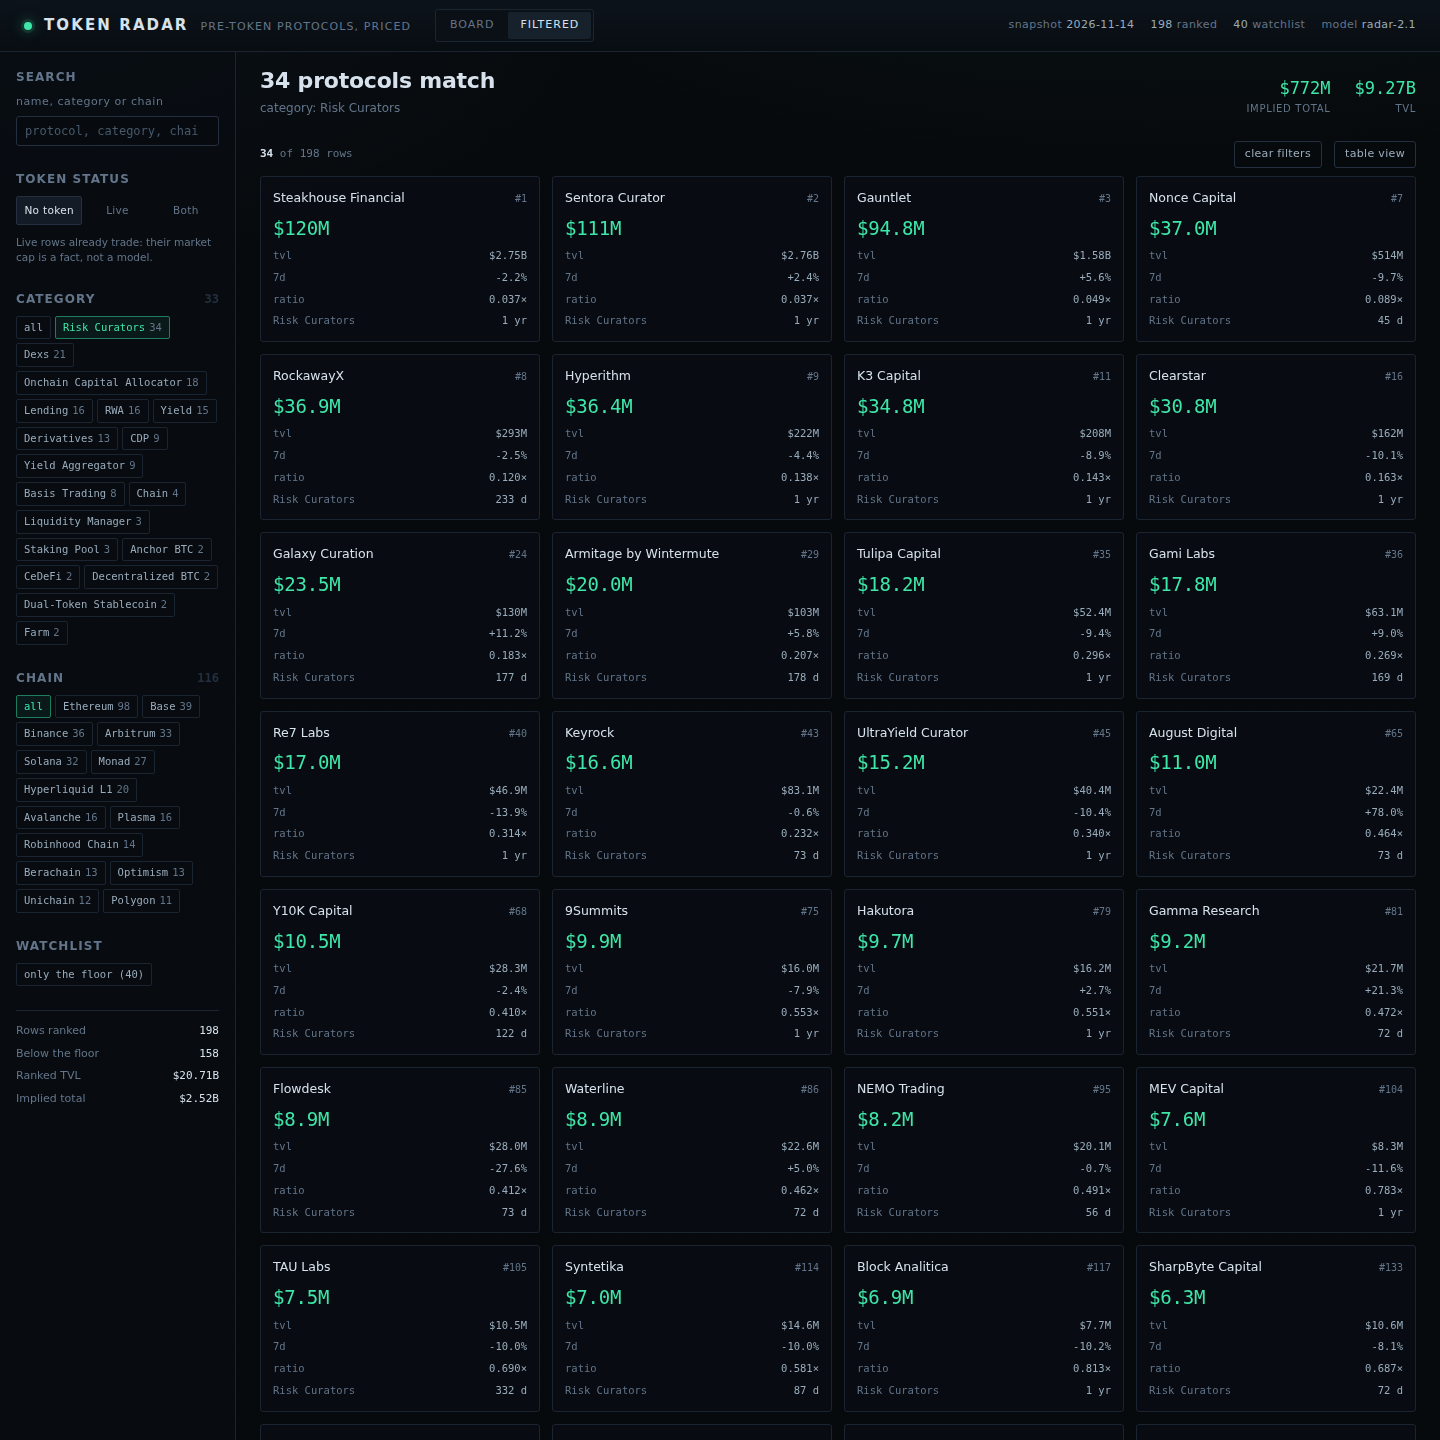 TOKEN RADAR PRE-TOKEN PROTOCOLS, PRICED BOARD FILTERED snapshot 2026-11-14 198 ranked 40 watchlist model radar-2.1
SEARCH
name, category or chain
protocol, category, chai
TOKEN STATUS
No token Live Both
Live rows already trade: their market
cap is a fact, not a model.
CATEGORY 33
all Risk Curators 34
Dexs 21
Onchain Capital Allocator 18
Lending 16 RWA 16 Yield 15
Derivatives 13 CDP 9
Yield Aggregator 9
Basis Trading 8 Chain 4
Liquidity Manager 3
Staking Pool 3 Anchor BTC 2
CeDeFi 2 Decentralized BTC 2
Dual-Token Stablecoin 2
Farm 2
CHAIN 116
all Ethereum 98 Base 39
Binance 36 Arbitrum 33
Solana 32 Monad 27
Hyperliquid L1 20
Avalanche 16 Plasma 16
Robinhood Chain 14
Berachain 13 Optimism 13
Unichain 12 Polygon 11
WATCHLIST
only the floor (40)
Rows ranked 198
Below the floor 158
Ranked TVL $20.71B
Implied total $2.52B
34 protocols match
category: Risk Curators
$772M $9.27B
IMPLIED TOTAL TVL
34 of 198 rows clear filters table view
Steakhouse Financial #1
$120M
tvl $2.75B
7d -2.2%
ratio 0.037×
Risk Curators 1 yr
Sentora Curator #2
$111M
tvl $2.76B
7d +2.4%
ratio 0.037×
Risk Curators 1 yr
Gauntlet #3
$94.8M
tvl $1.58B
7d +5.6%
ratio 0.049×
Risk Curators 1 yr
Nonce Capital #7
$37.0M
tvl $514M
7d -9.7%
ratio 0.089×
Risk Curators 45 d
RockawayX #8
$36.9M
tvl $293M
7d -2.5%
ratio 0.120×
Risk Curators 233 d
Hyperithm #9
$36.4M
tvl $222M
7d -4.4%
ratio 0.138×
Risk Curators 1 yr
K3 Capital #11
$34.8M
tvl $208M
7d -8.9%
ratio 0.143×
Risk Curators 1 yr
Clearstar #16
$30.8M
tvl $162M
7d -10.1%
ratio 0.163×
Risk Curators 1 yr
Galaxy Curation #24
$23.5M
tvl $130M
7d +11.2%
ratio 0.183×
Risk Curators 177 d
Armitage by Wintermute #29
$20.0M
tvl $103M
7d +5.8%
ratio 0.207×
Risk Curators 178 d
Tulipa Capital #35
$18.2M
tvl $52.4M
7d -9.4%
ratio 0.296×
Risk Curators 1 yr
Gami Labs #36
$17.8M
tvl $63.1M
7d +9.0%
ratio 0.269×
Risk Curators 169 d
Re7 Labs #40
$17.0M
tvl $46.9M
7d -13.9%
ratio 0.314×
Risk Curators 1 yr
Keyrock #43
$16.6M
tvl $83.1M
7d -0.6%
ratio 0.232×
Risk Curators 73 d
UltraYield Curator #45
$15.2M
tvl $40.4M
7d -10.4%
ratio 0.340×
Risk Curators 1 yr
August Digital #65
$11.0M
tvl $22.4M
7d +78.0%
ratio 0.464×
Risk Curators 73 d
Y10K Capital #68
$10.5M
tvl $28.3M
7d -2.4%
ratio 0.410×
Risk Curators 122 d
9Summits #75
$9.9M
tvl $16.0M
7d -7.9%
ratio 0.553×
Risk Curators 1 yr
Hakutora #79
$9.7M
tvl $16.2M
7d +2.7%
ratio 0.551×
Risk Curators 1 yr
Gamma Research #81
$9.2M
tvl $21.7M
7d +21.3%
ratio 0.472×
Risk Curators 72 d
Flowdesk #85
$8.9M
tvl $28.0M
7d -27.6%
ratio 0.412×
Risk Curators 73 d
Waterline #86
$8.9M
tvl $22.6M
7d +5.0%
ratio 0.462×
Risk Curators 72 d
NEMO Trading #95
$8.2M
tvl $20.1M
7d -0.7%
ratio 0.491×
Risk Curators 56 d
MEV Capital #104
$7.6M
tvl $8.3M
7d -11.6%
ratio 0.783×
Risk Curators 1 yr
TAU Labs #105
$7.5M
tvl $10.5M
7d -10.0%
ratio 0.690×
Risk Curators 332 d
Syntetika #114
$7.0M
tvl $14.6M
7d -10.0%
ratio 0.581×
Risk Curators 87 d
Block Analitica #117
$6.9M
tvl $7.7M
7d -10.2%
ratio 0.813×
Risk Curators 1 yr
SharpByte Capital #133
$6.3M
tvl $10.6M
7d -8.1%
ratio 0.687×
Risk Curators 72 d